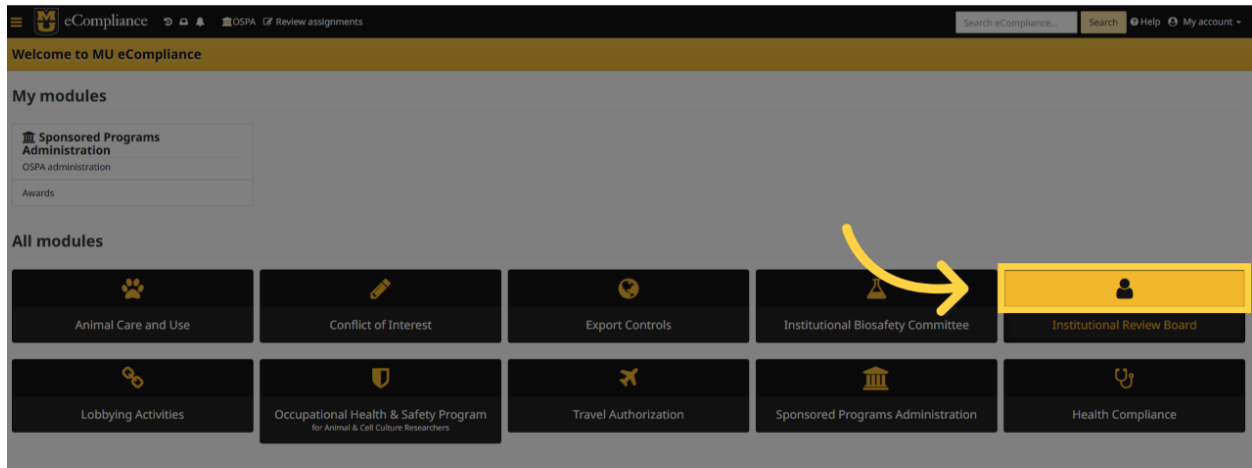 MU eCompliance OSPA Review assignments Search eCompliance... Search Help My account
Welcome to MU eCompliance
My modules
Sponsored Programs
Administration
OSPA administration
Awards
All modules
Animal Care and Use
Conflict of Interest
Export Controls
Institutional Biosafety Committee
Institutional Review Board
Lobbying Activities
Occupational Health & Safety Program
for Animal & Cell Culture Researchers
Travel Authorization
Sponsored Programs Administration
Health Compliance